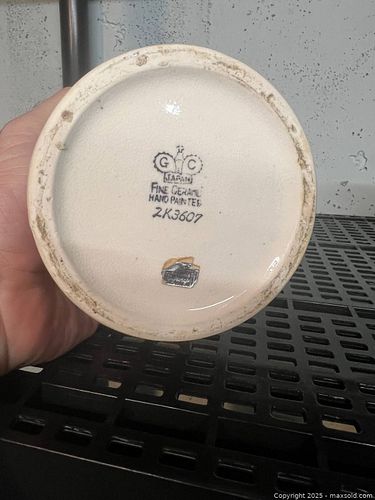 G C
JAPAN
FINE CERAMIC
HAND PAINTED
2K3607
Copyright 2025 - maxsold.com